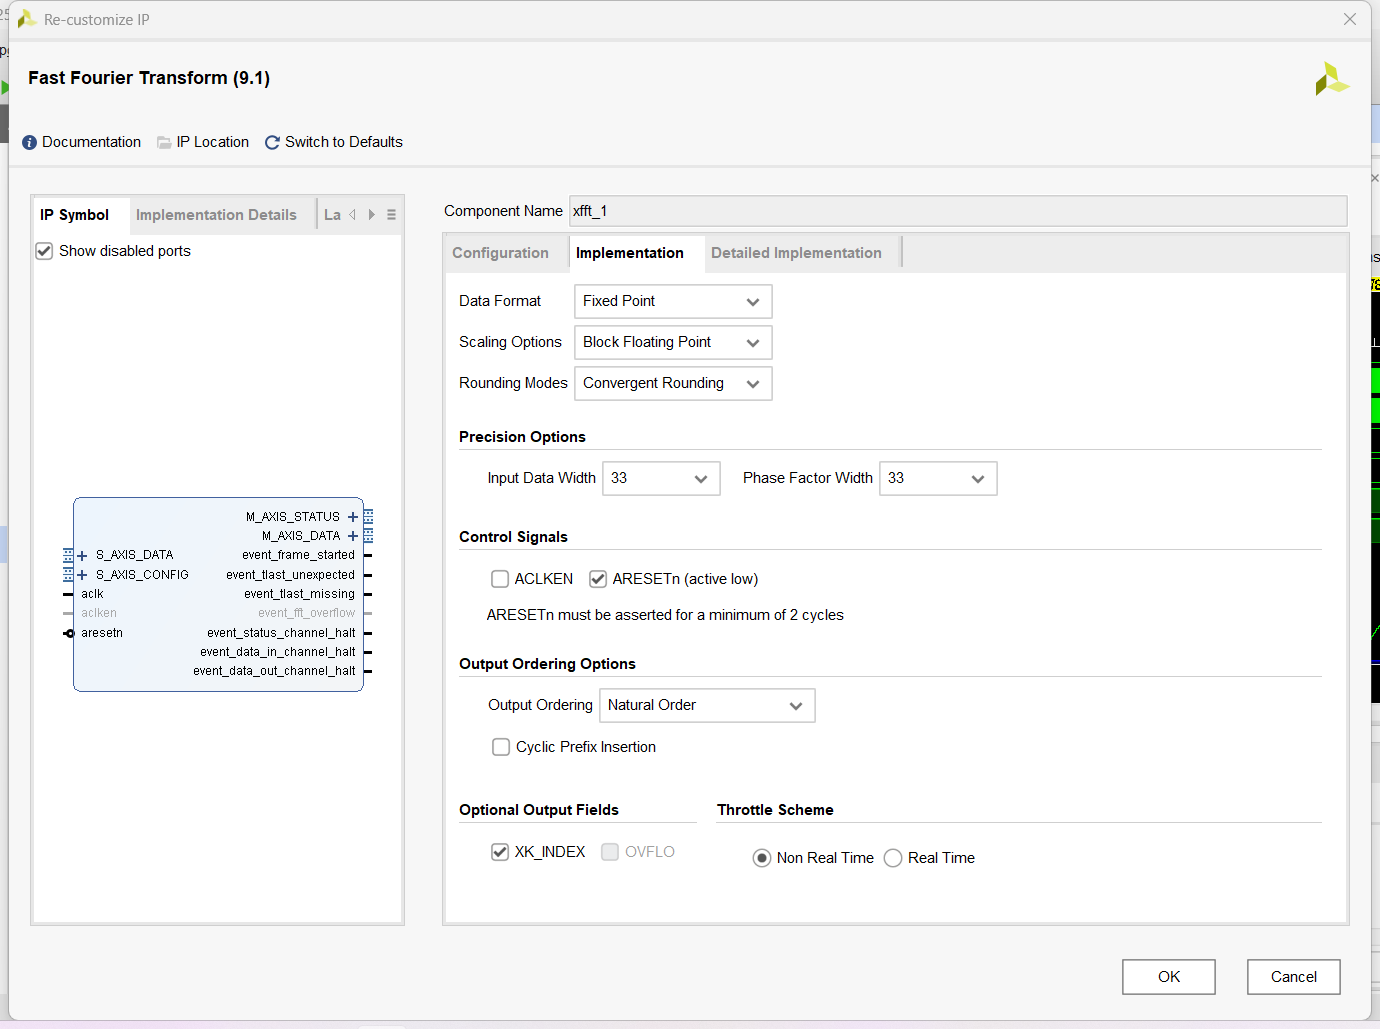 Re-customize IP
Fast Fourier Transform (9.1)
Documentation IP Location Switch to Defaults
IP Symbol Implementation Details La
Show disabled ports
M_AXIS_STATUS
M_AXIS_DATA
S_AXIS_DATA event_frame_started
S_AXIS_CONFIG event_tlast_unexpected
aclk event_tlast_missing
aclken event_fft_overflow
aresetn event_status_channel_halt
event_data_in_channel_halt
event_data_out_channel_halt
Component Name xfft_1
Configuration Implementation Detailed Implementation
Data Format Fixed Point
Scaling Options Block Floating Point
Rounding Modes Convergent Rounding
Precision Options
Input Data Width 33 Phase Factor Width 33
Control Signals
ACLKEN ARESETn (active low)
ARESETn must be asserted for a minimum of 2 cycles
Output Ordering Options
Output Ordering Natural Order
Cyclic Prefix Insertion
Optional Output Fields Throttle Scheme
XK_INDEX OVFLO Non Real Time Real Time
OK Cancel